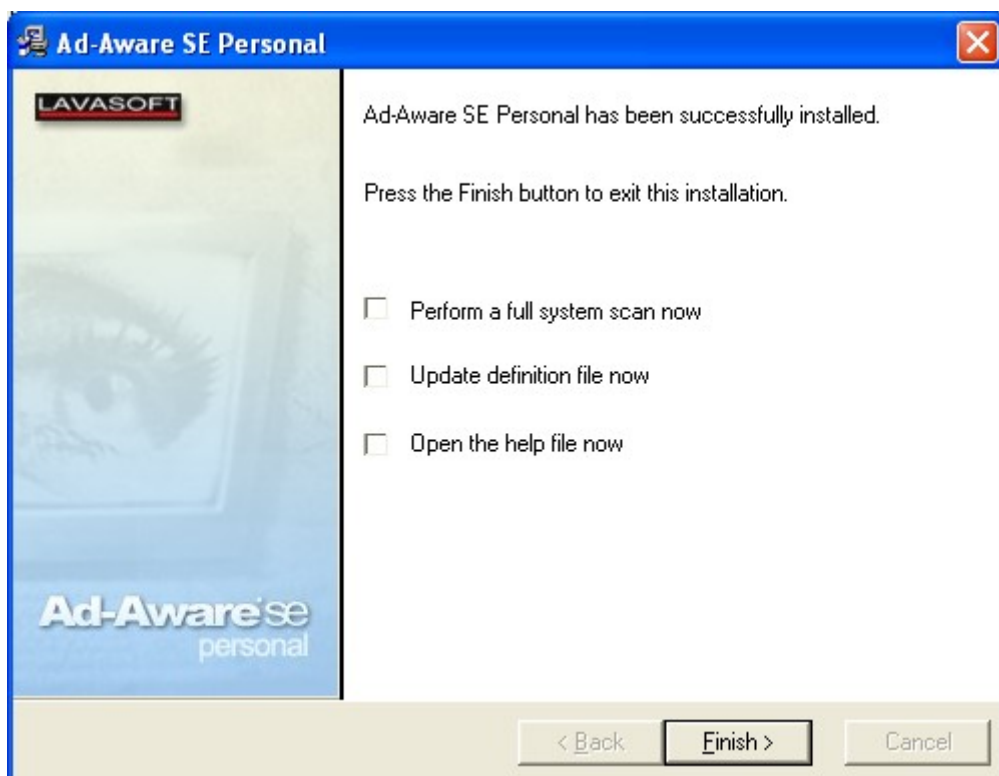 Ad-Aware SE Personal
LAVASOFT
Ad-Aware SE Personal has been successfully installed.
Press the Finish button to exit this installation.
Perform a full system scan now
Update definition file now
Open the help file now
Ad-Aware se
personal
< Back
Finish >
Cancel